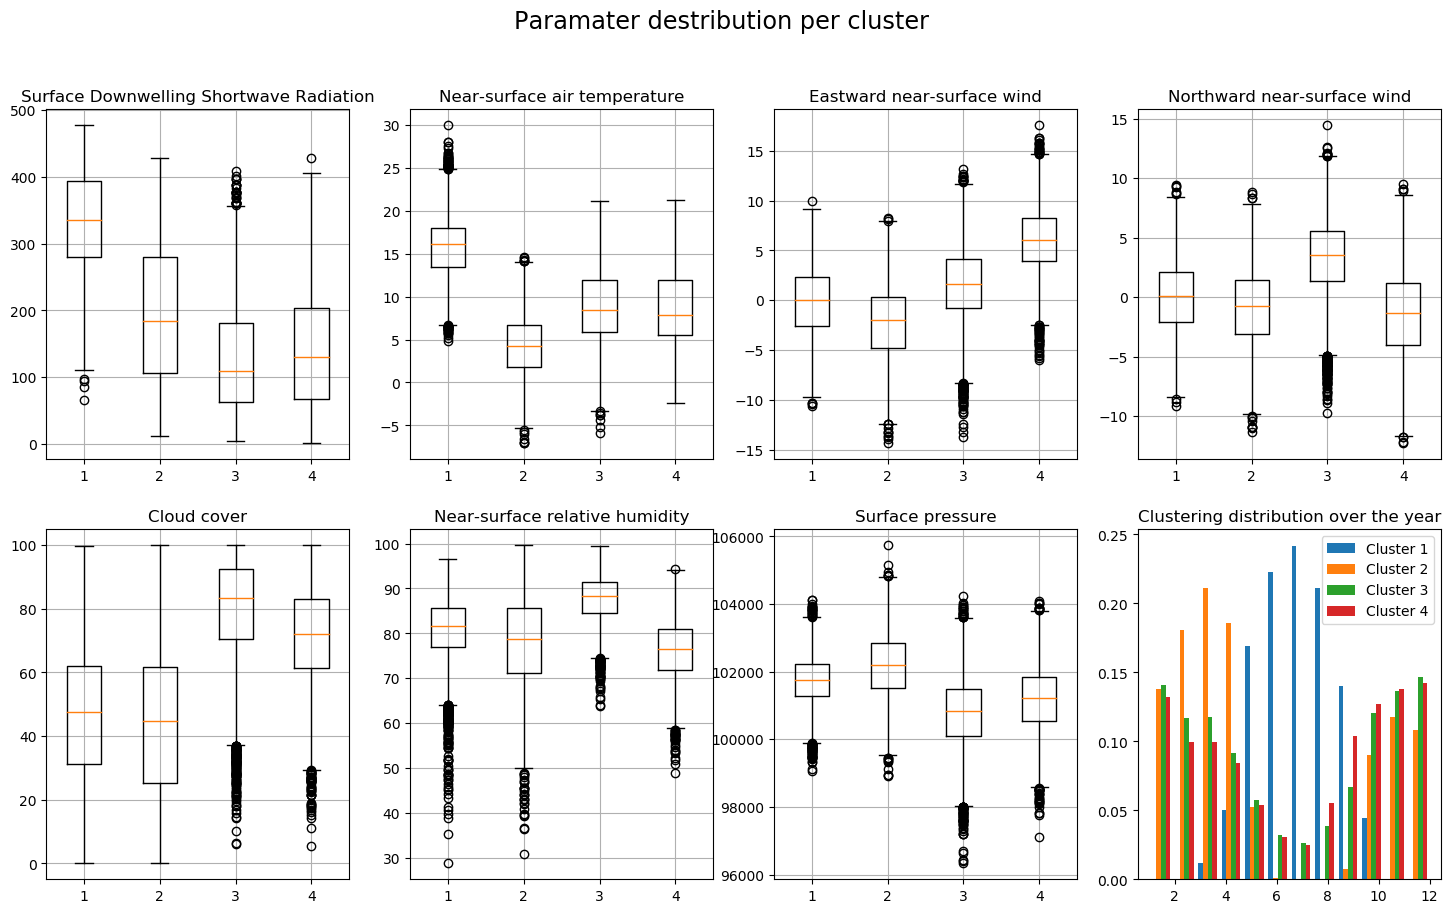 Paramater destribution per cluster
Surface Downwelling Shortwave Radiation
500
400
300
200
100
0
1 2 3 4
Near-surface air temperature
30
25
20
15
10
5
0
−5
1 2 3 4
Eastward near-surface wind
15
10
5
0
−5
−10
−15
1 2 3 4
Northward near-surface wind
15
10
5
0
−5
−10
1 2 3 4
Cloud cover
100
80
60
40
20
0
1 2 3 4
Near-surface relative humidity
100
90
80
70
60
50
40
30
1 2 3 4
Surface pressure
106000
104000
102000
100000
98000
96000
1 2 3 4
Clustering distribution over the year
0.25
0.20
0.15
0.10
0.05
0.00
2 4 6 8 10 12
Cluster 1
Cluster 2
Cluster 3
Cluster 4